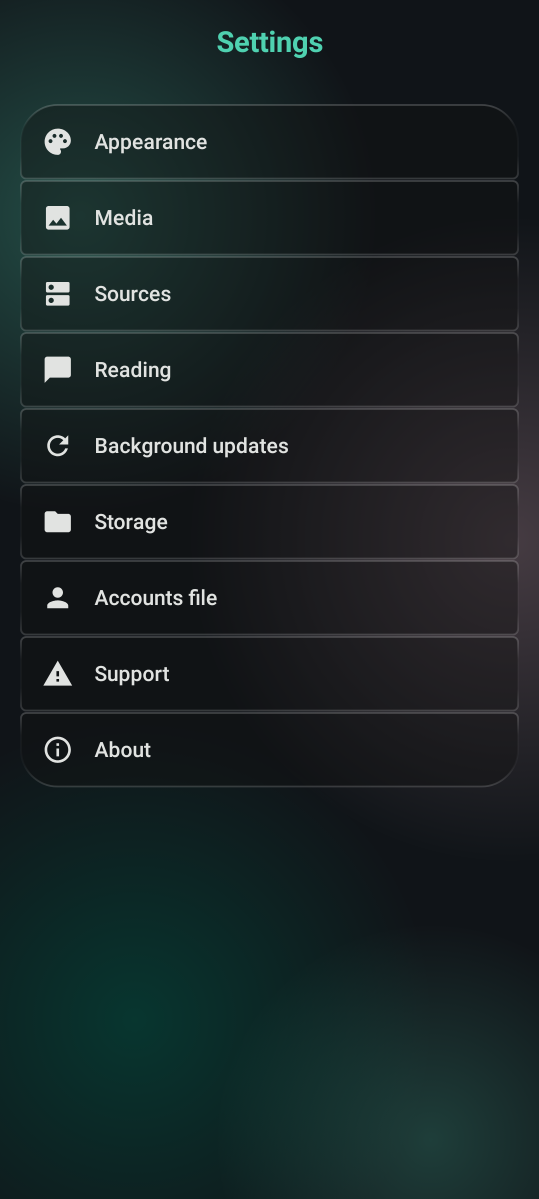 Settings
Appearance
Media
Sources
Reading
Background updates
Storage
Accounts file
Support
About